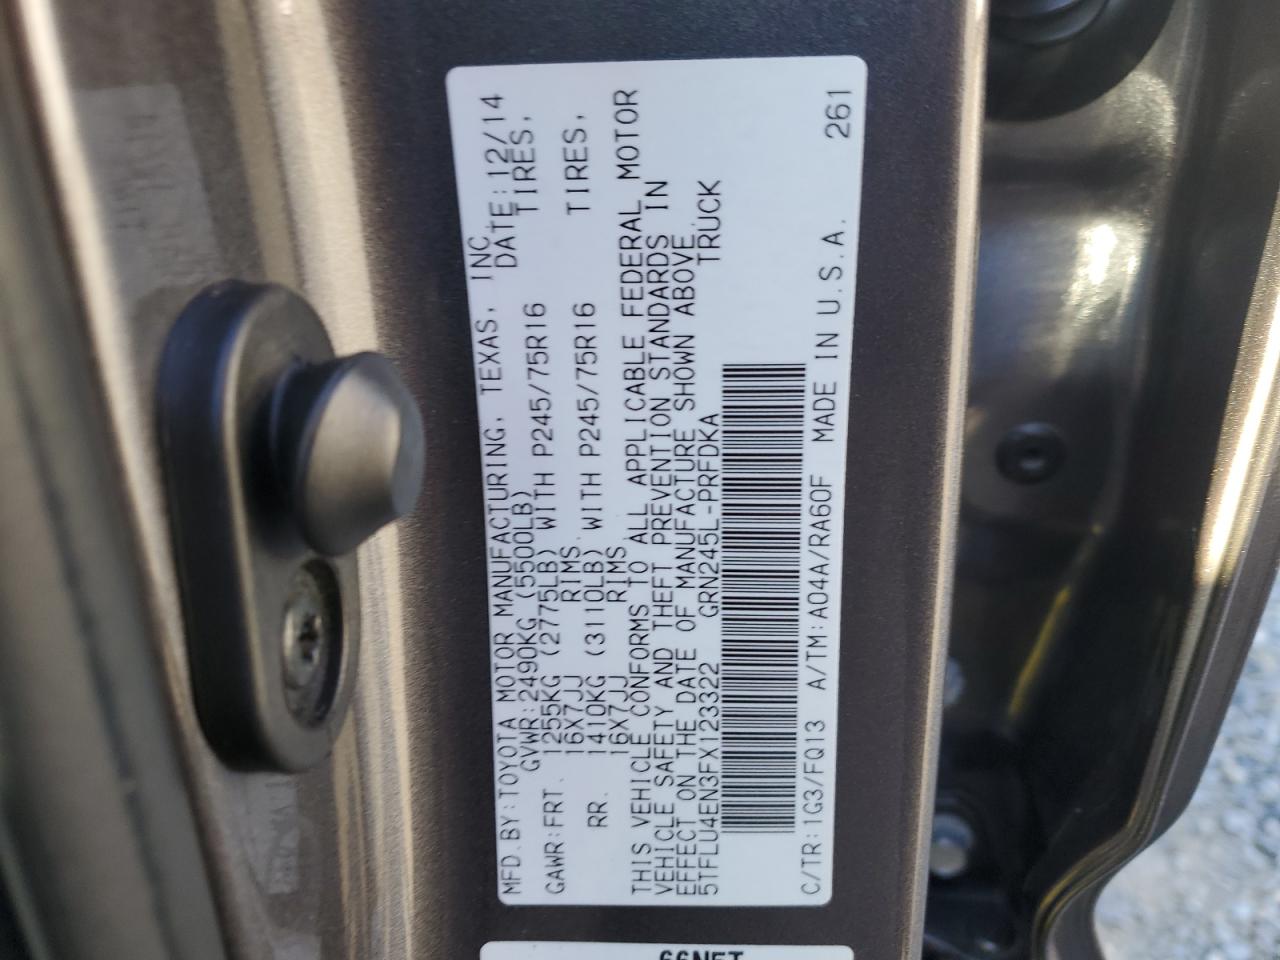 MFD.BY:TOYOTA MOTOR MANUFACTURING, TEXAS, INC.
GVWR:2490KG (5500LB) DATE:12/14
GAWR:FRT. 1255KG (2775LB) WITH P245/75R16 TIRES,
16X7JJ RIMS.
RR. 1410KG (3110LB) WITH P245/75R16 TIRES,
16X7JJ RIMS
THIS VEHICLE CONFORMS TO ALL APPLICABLE FEDERAL MOTOR
VEHICLE SAFETY AND THEFT PREVENTION STANDARDS IN
EFFECT ON THE DATE OF MANUFACTURE SHOWN ABOVE.
5TFLU4EN3FX123322 GRN245L-PRFDKA TRUCK
C/TR:1G3/FQ13 A/TM:A04A/RA60F MADE IN U.S.A. 261